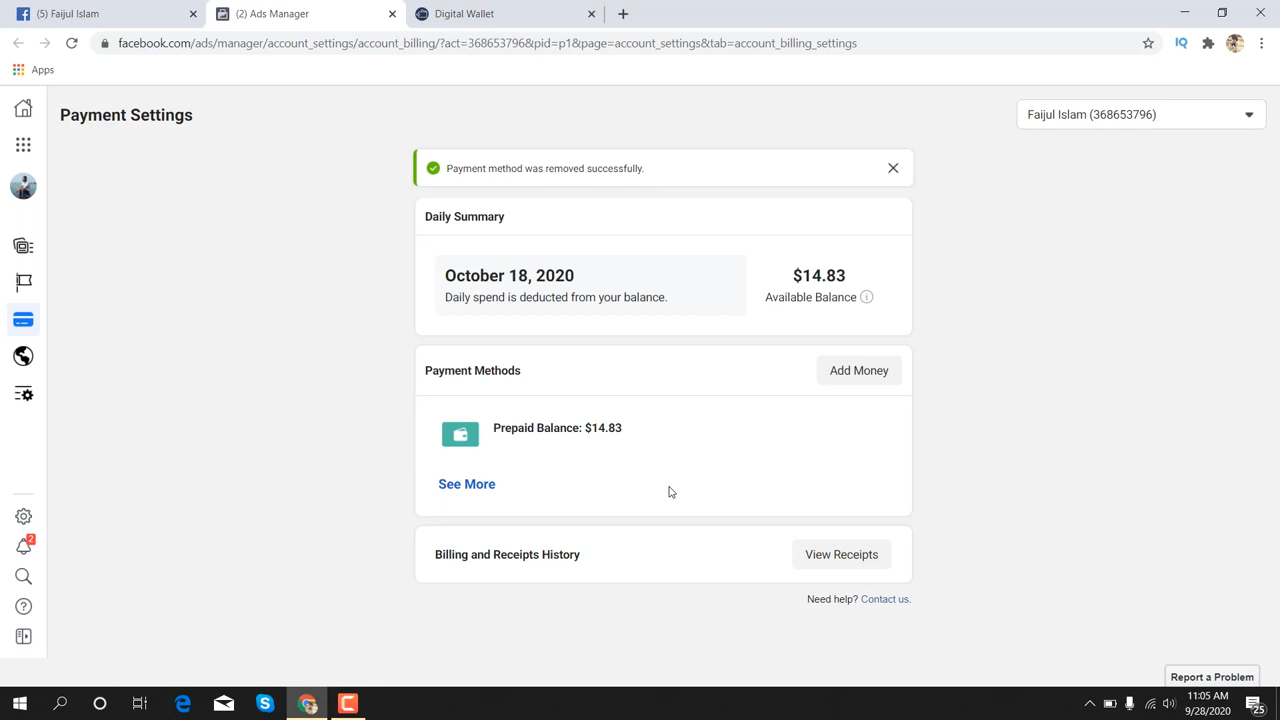 (5) Faijul Islam
(2) Ads Manager
Digital Wallet
facebook.com/ads/manager/account_settings/account_billing/?act=368653796&pid=p1&page=account_settings&tab=account_billing_settings
Apps
Payment Settings
Faijul Islam (368653796)
Payment method was removed successfully.
Daily Summary
October 18, 2020
Daily spend is deducted from your balance.
$14.83
Available Balance
Payment Methods
Add Money
Prepaid Balance: $14.83
See More
Billing and Receipts History
View Receipts
Need help? Contact us.
2
Report a Problem
11:05 AM
9/28/2020
25